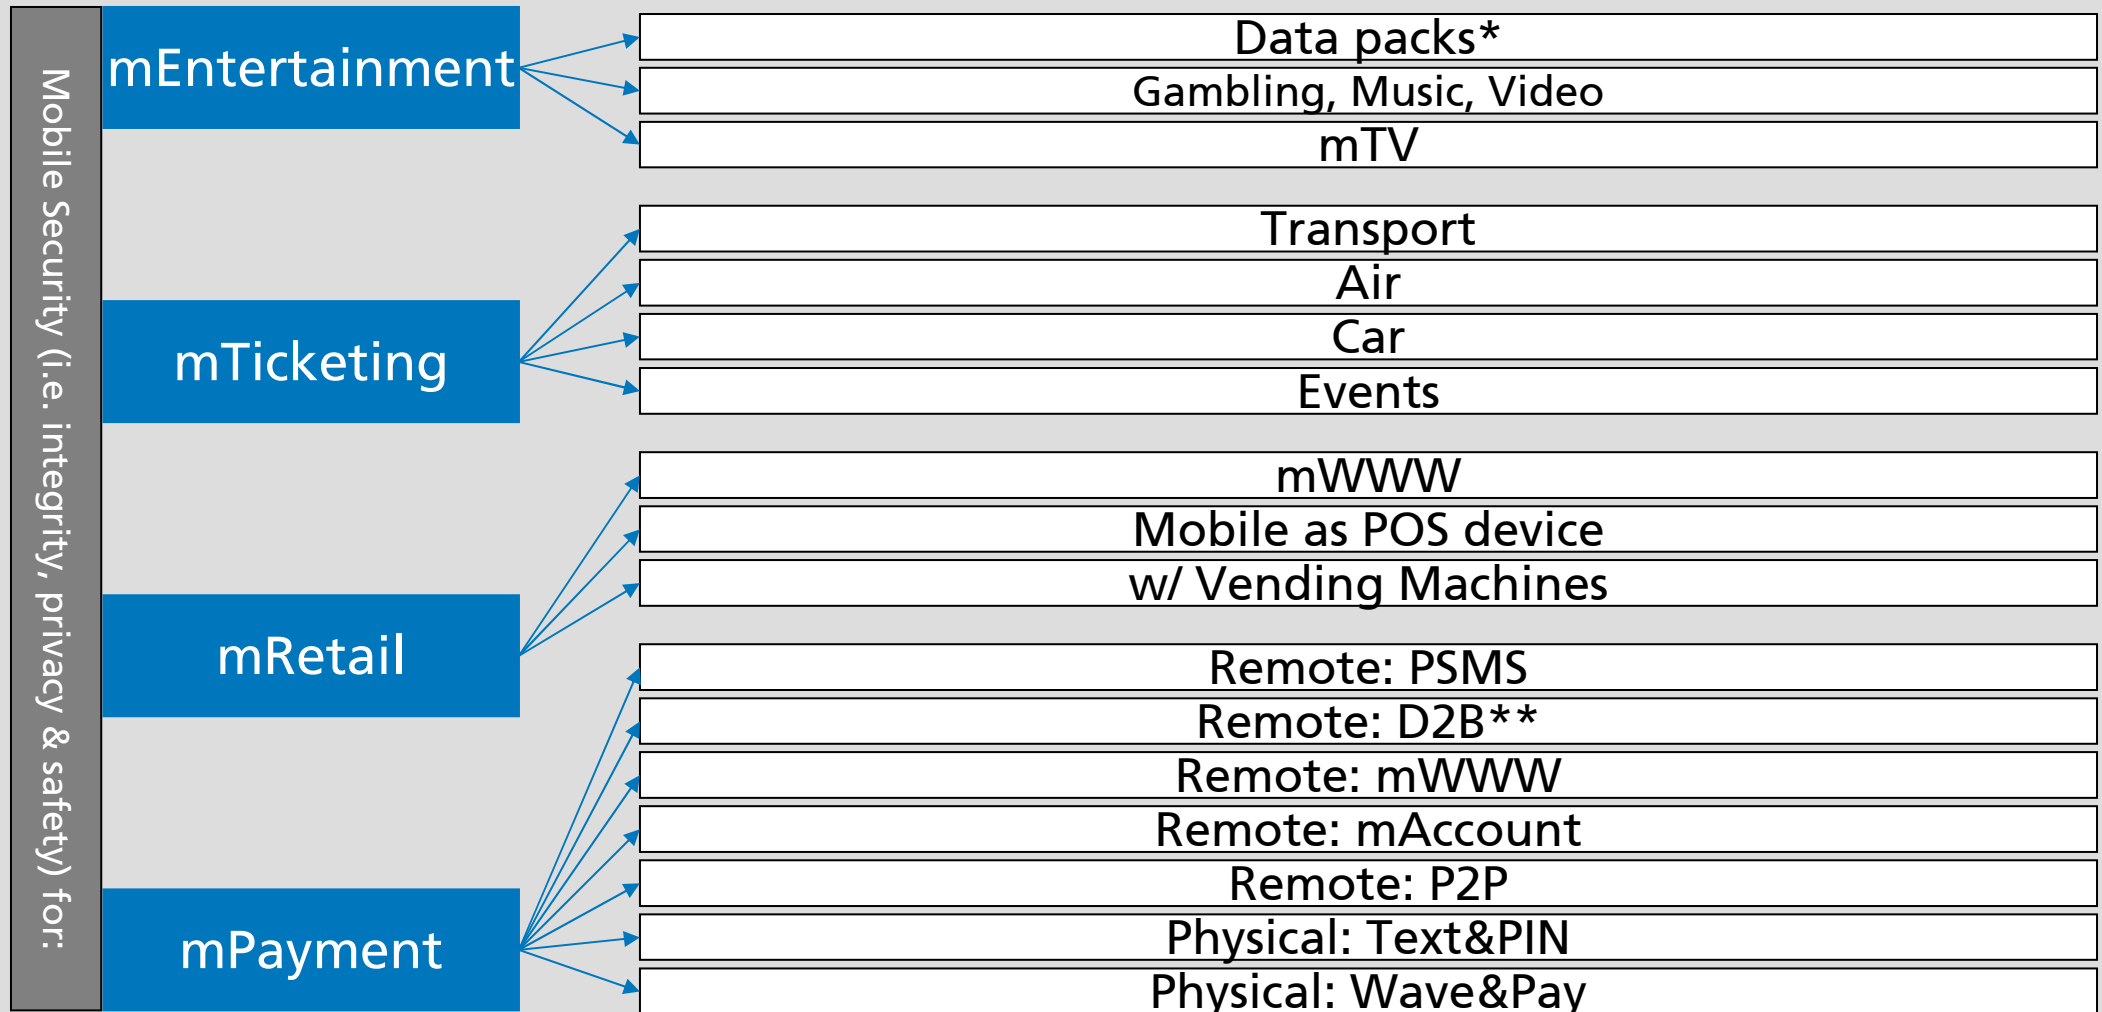 Mobile Security (i.e. integrity, privacy & safety) for:
mEntertainment
Data packs*
Gambling, Music, Video
mTV
mTicketing
Transport
Air
Car
Events
mRetail
mWWW
Mobile as POS device
w/ Vending Machines
mPayment
Remote: PSMS
Remote: D2B**
Remote: mWWW
Remote: mAccount
Remote: P2P
Physical: Text&PIN
Physical: Wave&Pay